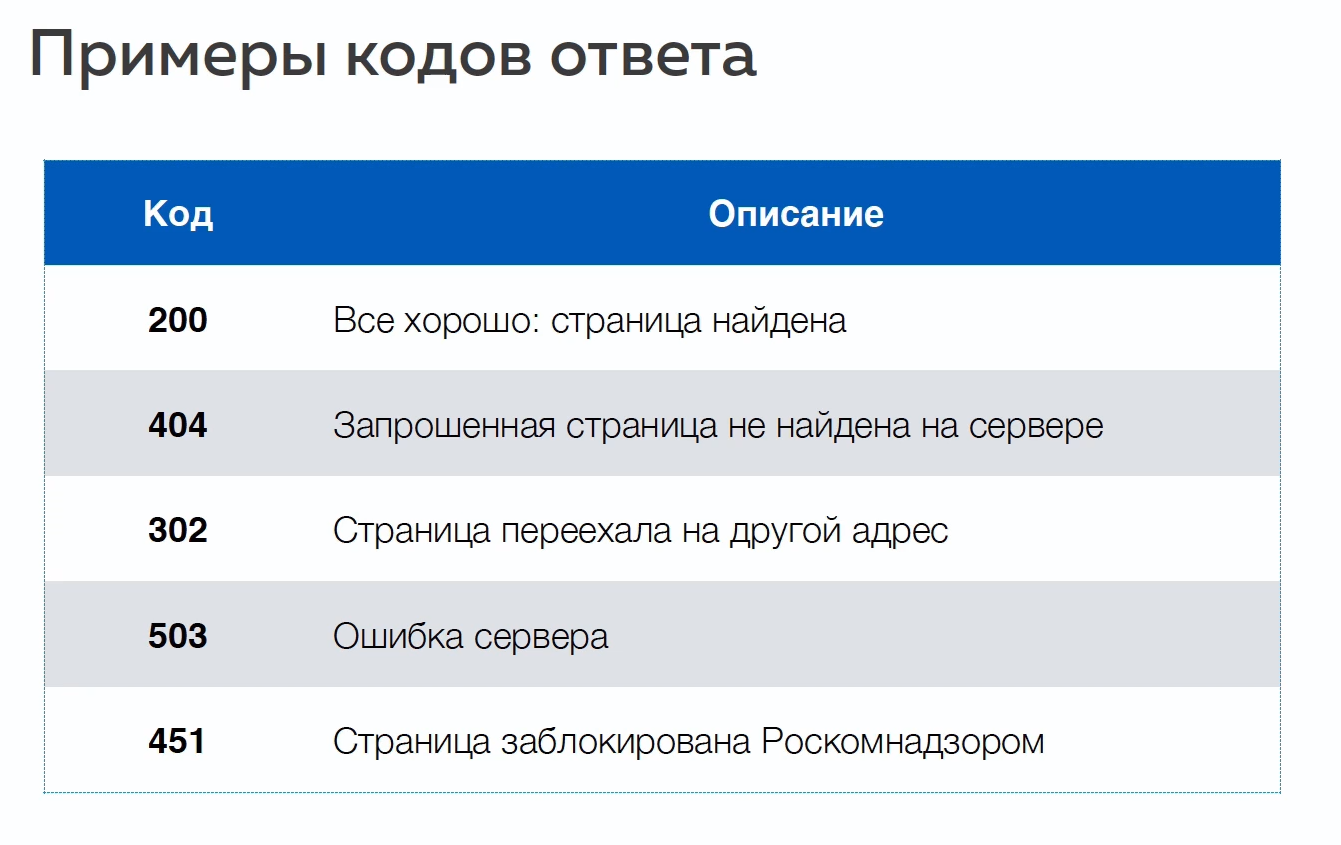 Примеры кодов ответа
Код Описание
200 Все хорошо: страница найдена
404 Запрошенная страница не найдена на сервере
302 Страница переехала на другой адрес
503 Ошибка сервера
451 Страница заблокирована Роскомнадзором